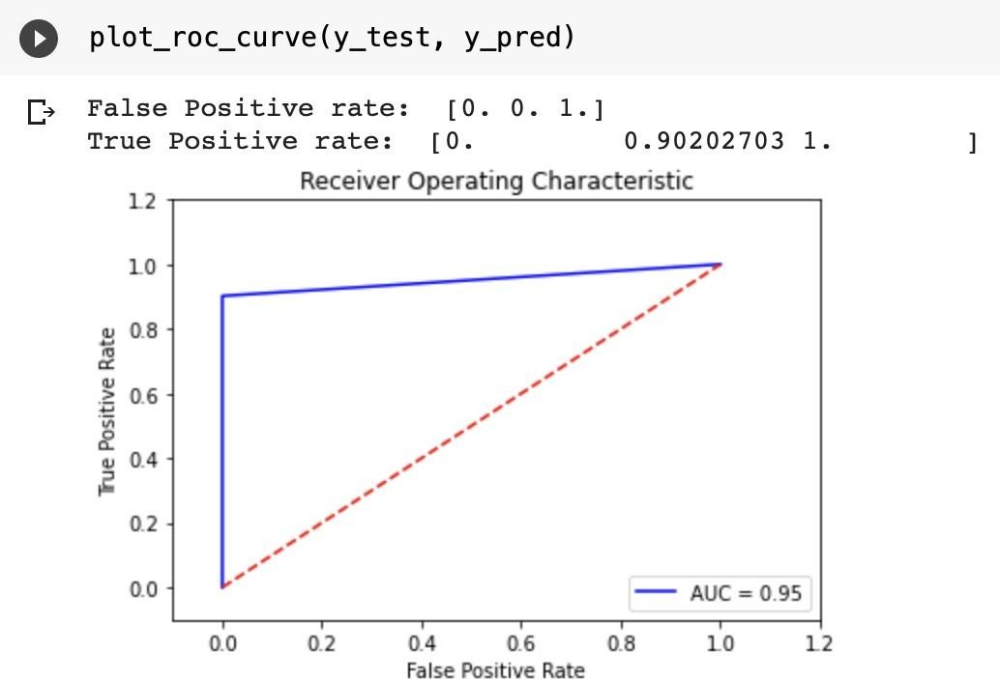 plot_roc_curve(y_test, y_pred)
False Positive rate:  [0. 0. 1.]
True Positive rate:  [0.         0.90202703 1.        ]
Receiver Operating Characteristic
1.2
1.0
0.8
0.6
0.4
0.2
0.0
True Positive Rate
AUC = 0.95
0.0 0.2 0.4 0.6 0.8 1.0 1.2
False Positive Rate